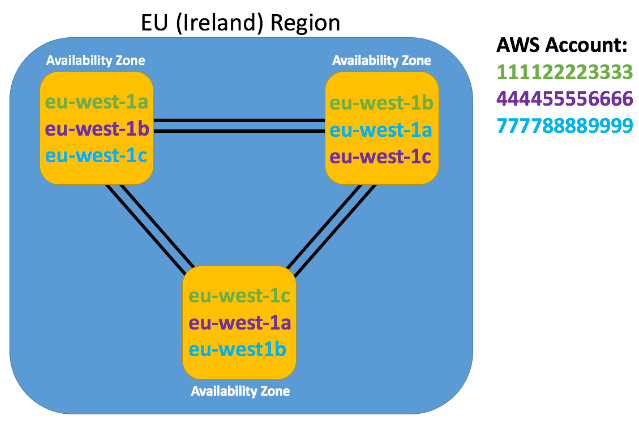 EU (Ireland) Region
Availability Zone
eu-west-1a
eu-west-1b
eu-west-1c
Availability Zone
eu-west-1b
eu-west-1a
eu-west-1c
eu-west-1c
eu-west-1a
eu-west1b
Availability Zone
AWS Account:
111122223333
444455556666
777788889999